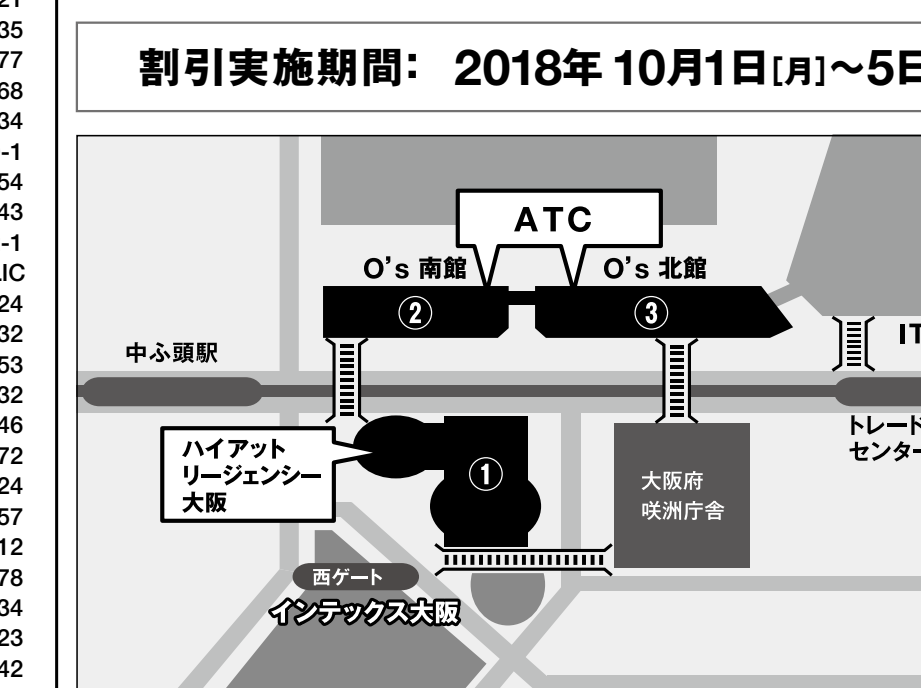 21
35
77
68
34
-1
54
43
-1
LIC
24
32
53
32
46
72
24
57
12
78
34
23
42
割引実施期間： 2018年 10月1日[月]〜5日
ATC
O's 南館
O's 北館
②
③
IT
中ふ頭駅
トレード
センター
ハイアット
リージェンシー
大阪
①
大阪府
咲洲庁舎
西ゲート
インテックス大阪